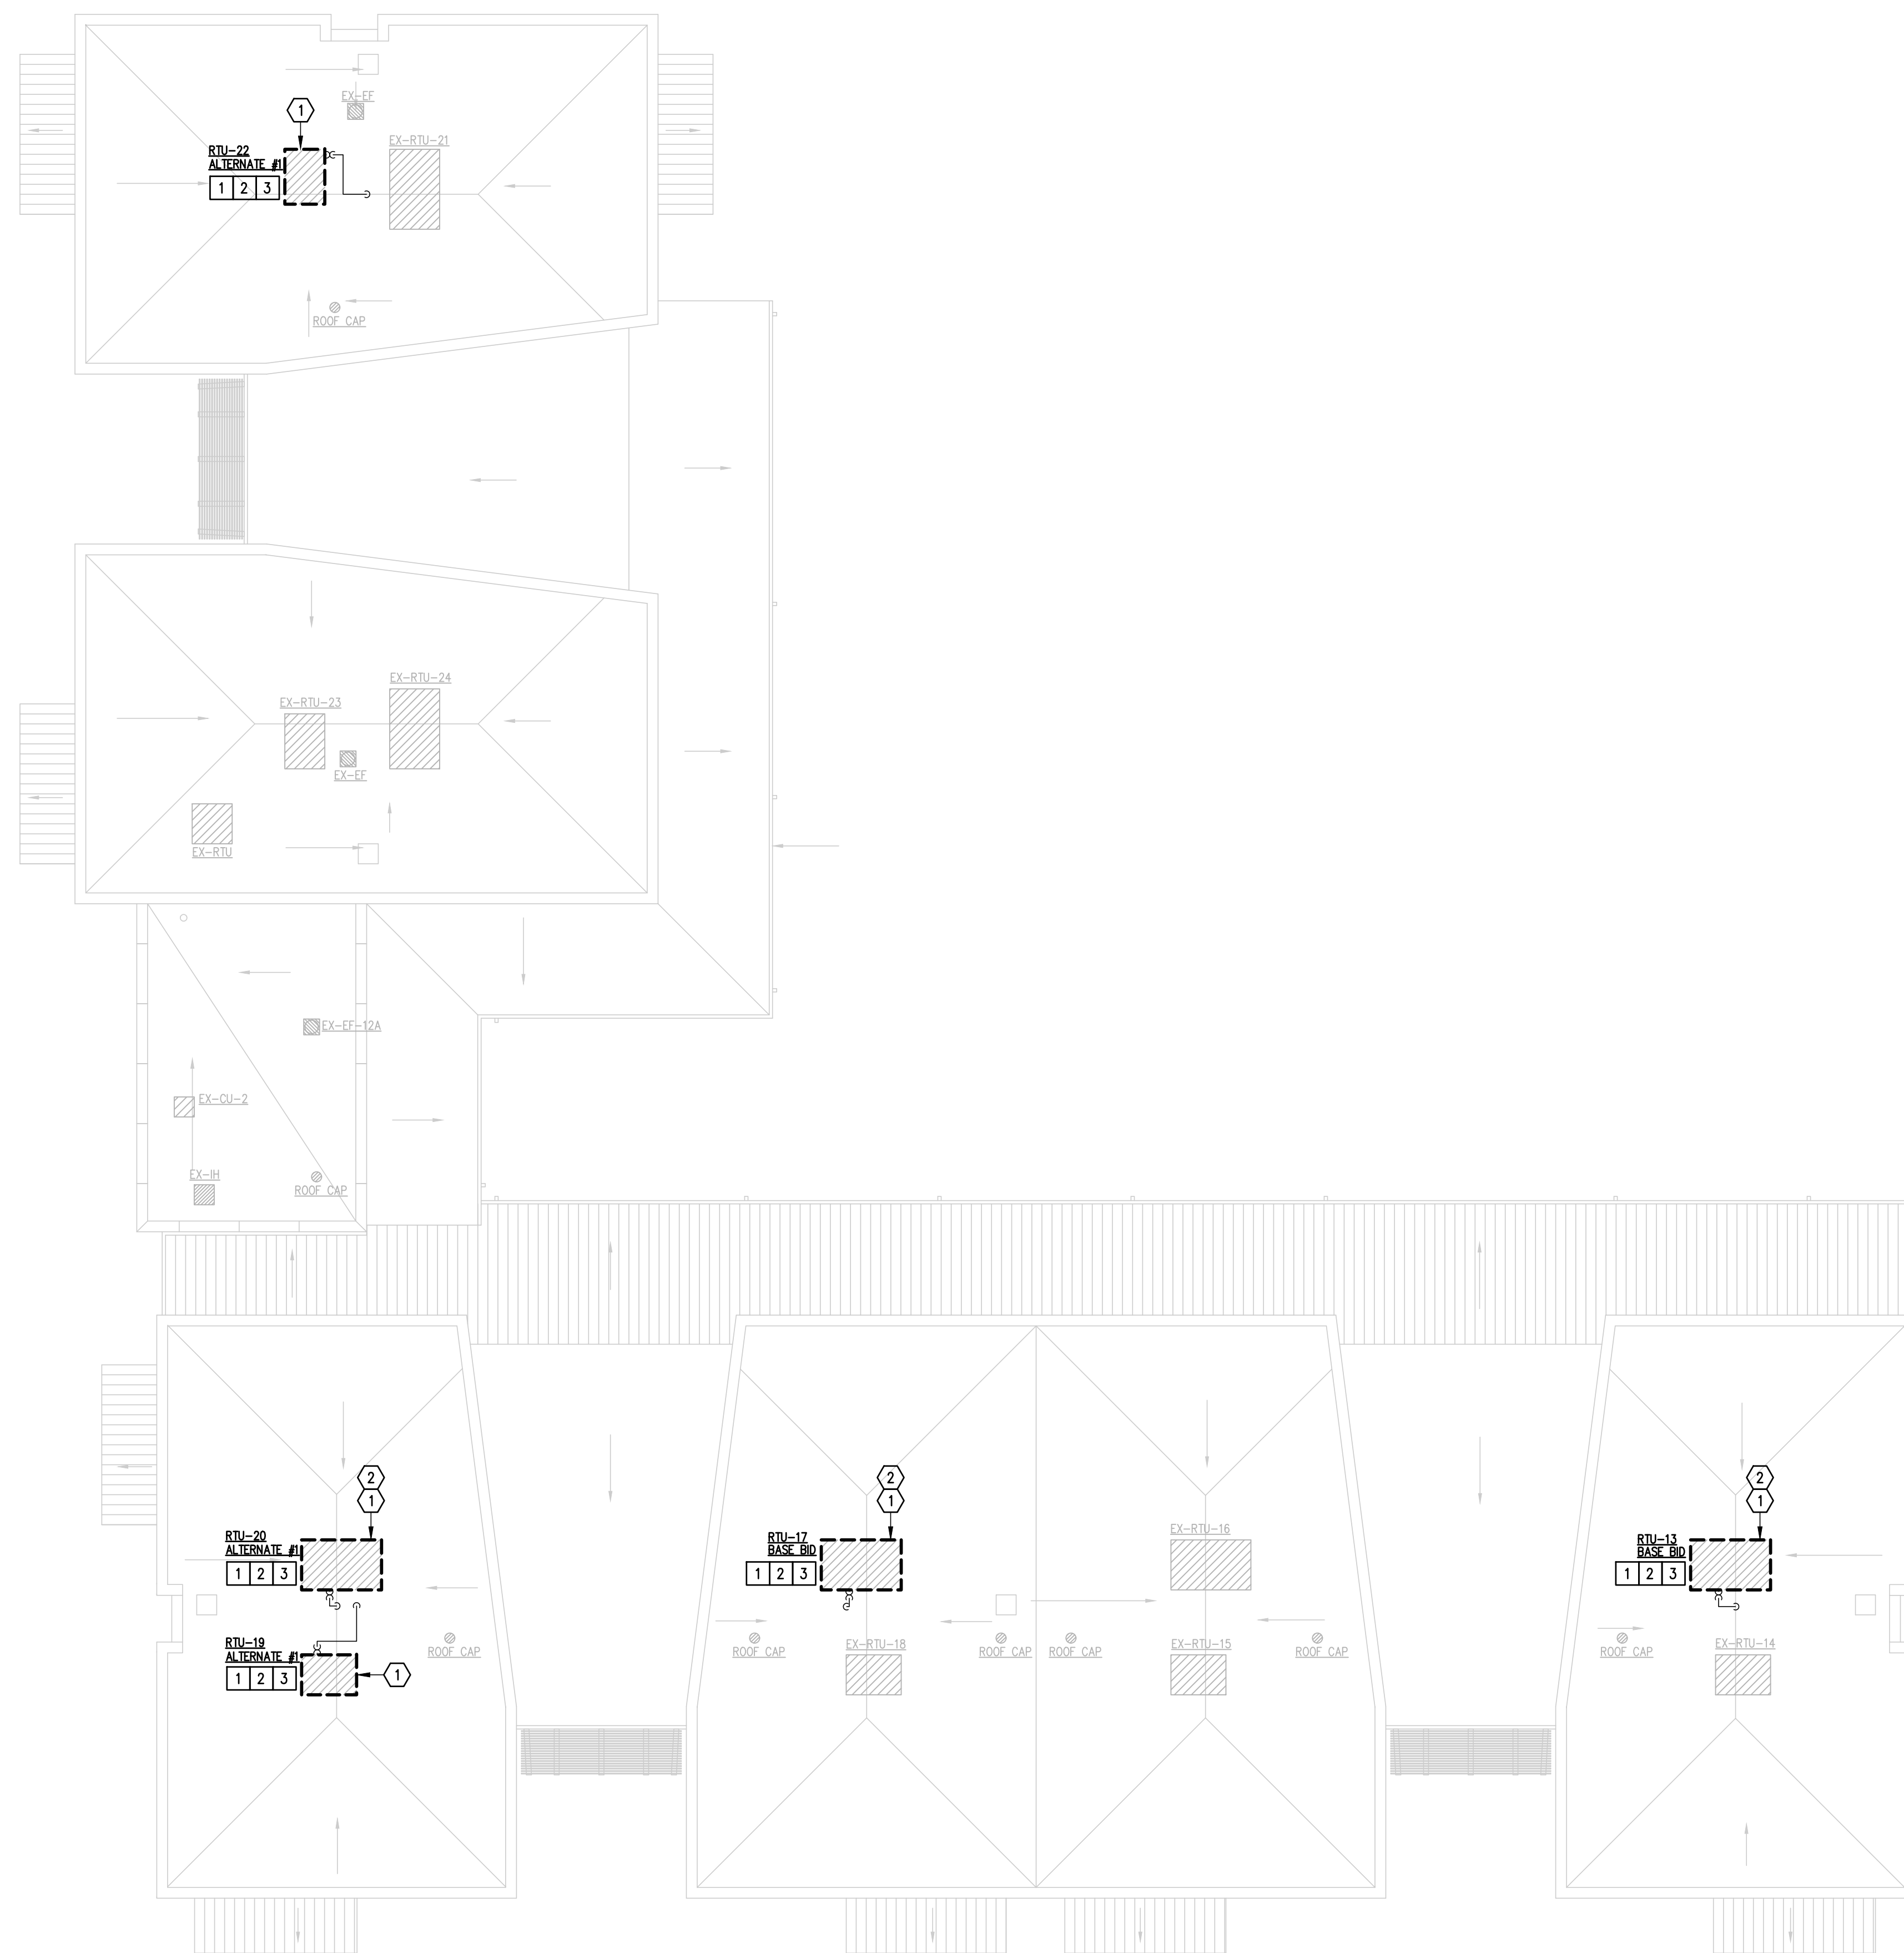 EX-EF
1
EX-RTU-21
RTU-22
ALTERNATE #1
1 2 3
ROOF CAP
EX-RTU-24
EX-RTU-23
EX-EF
EX-RTU
EX-EF-12A
EX-CU-2
EX-IH
ROOF CAP
2
1
RTU-20
ALTERNATE #1
1 2 3
RTU-19
ALTERNATE #1
1 2 3
1
ROOF CAP
2
1
RTU-17
BASE BID
1 2 3
ROOF CAP
EX-RTU-18
ROOF CAP
EX-RTU-16
ROOF CAP
EX-RTU-15
ROOF CAP
2
1
RTU-13
BASE BID
1 2 3
ROOF CAP
EX-RTU-14